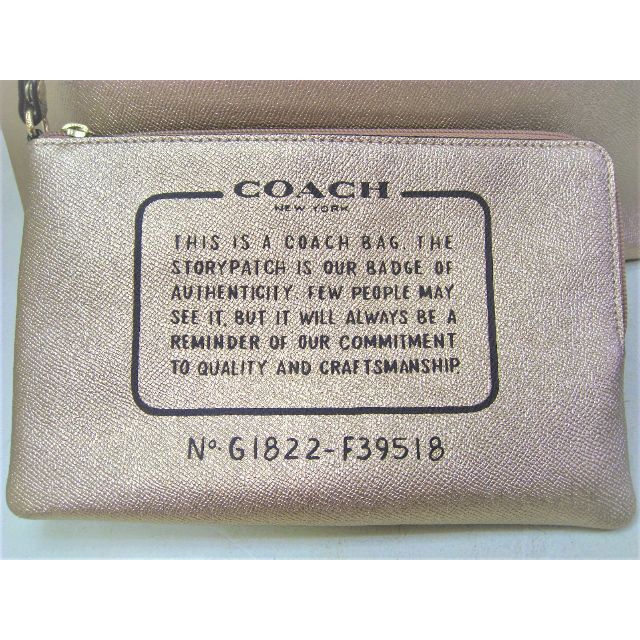 COACH
NEW YORK
THIS IS A COACH BAG. THE
STORYPATCH IS OUR BADGE OF
AUTHENTICITY. FEW PEOPLE MAY
SEE IT, BUT IT WILL ALWAYS BE A
REMINDER OF OUR COMMITMENT
TO QUALITY AND CRAFTSMANSHIP.
No. G1822-F39518